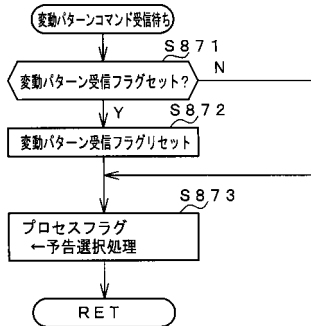 変動パターンコマンド受信待ち
S871
変動パターン受信フラグセット?
N
Y
S872
変動パターン受信フラグリセット
S873
プロセスフラグ
←予告選択処理
RET